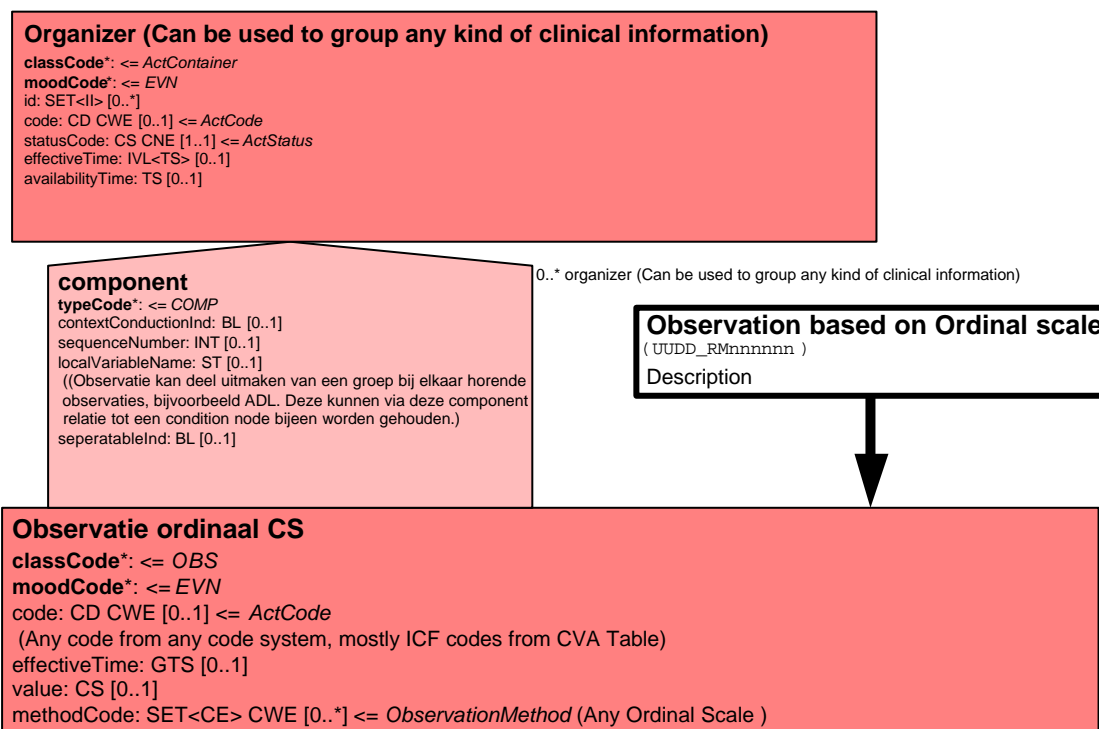 Organizer (Can be used to group any kind of clinical information)
classCode*: <= ActContainer
moodCode*: <= EVN
id: SET<II> [0..*]
code: CD CWE [0..1] <= ActCode
statusCode: CS CNE [1..1] <= ActStatus
effectiveTime: IVL<TS> [0..1]
availabilityTime: TS [0..1]
0..* organizer (Can be used to group any kind of clinical information)
component
typeCode*: <= COMP
contextConductionInd: BL [0..1]
sequenceNumber: INT [0..1]
localVariableName: ST [0..1]
((Observatie kan deel uitmaken van een groep bij elkaar horende
observaties, bijvoorbeeld ADL. Deze kunnen via deze component
relatie tot een condition node bijeen worden gehouden.)
seperatableInd: BL [0..1]
Observation based on Ordinal scale
(UUDD_RMnnnnnn )
Description
Observatie ordinaal CS
classCode*: <= OBS
moodCode*: <= EVN
code: CD CWE [0..1] <= ActCode
(Any code from any code system, mostly ICF codes from CVA Table)
effectiveTime: GTS [0..1]
value: CS [0..1]
methodCode: SET<CE> CWE [0..*] <= ObservationMethod (Any Ordinal Scale )